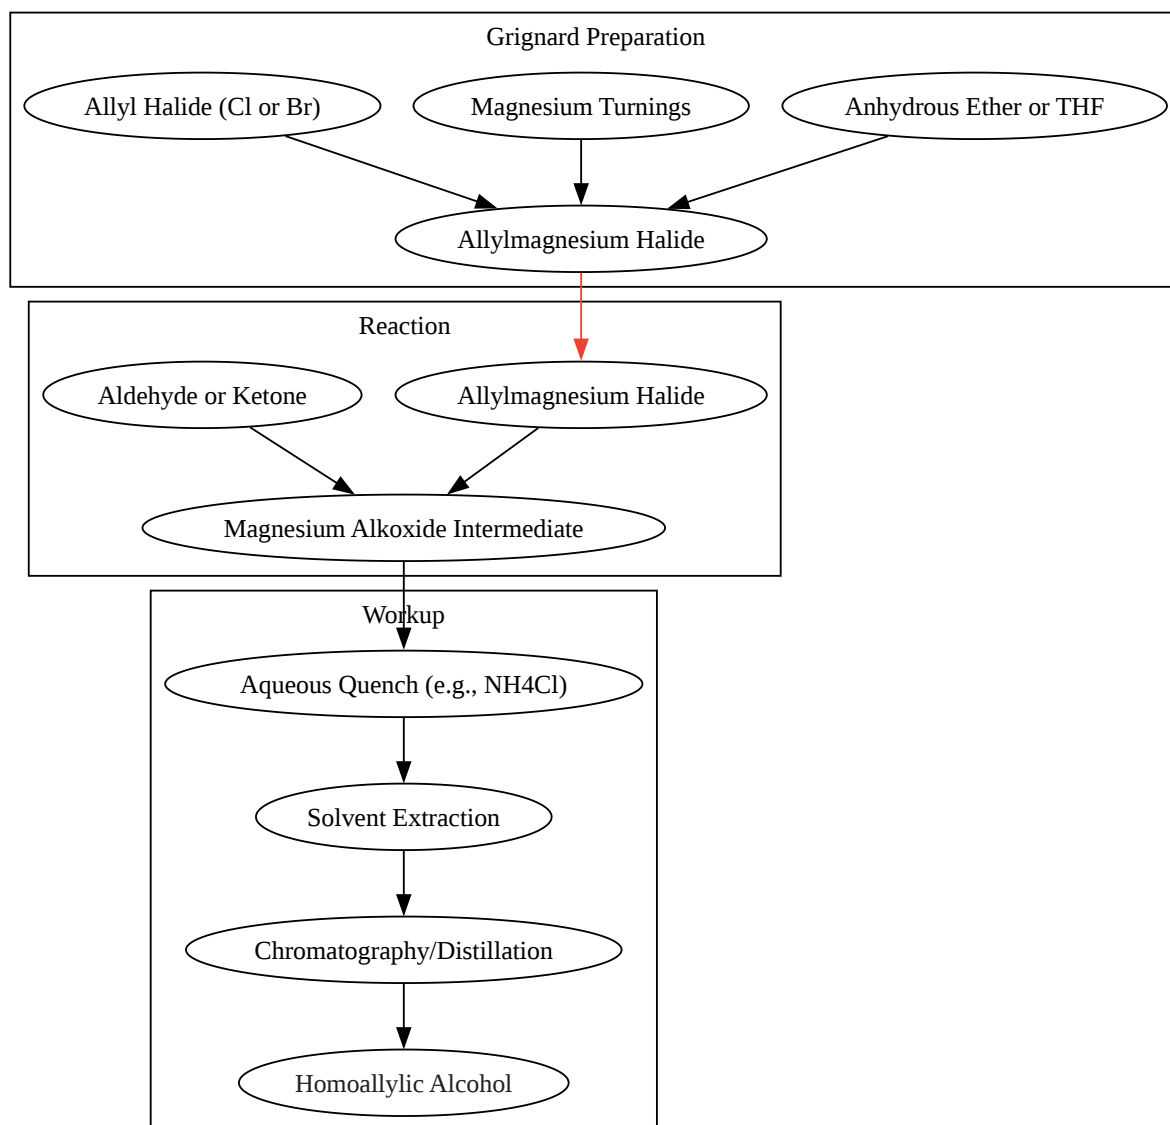 Grignard Preparation
Allyl Halide (Cl or Br)
Magnesium Turnings
Anhydrous Ether or THF
Allylmagnesium Halide
Reaction
Aldehyde or Ketone
Allylmagnesium Halide
Magnesium Alkoxide Intermediate
Workup
Aqueous Quench (e.g., NH4Cl)
Solvent Extraction
Chromatography/Distillation
Homoallylic Alcohol